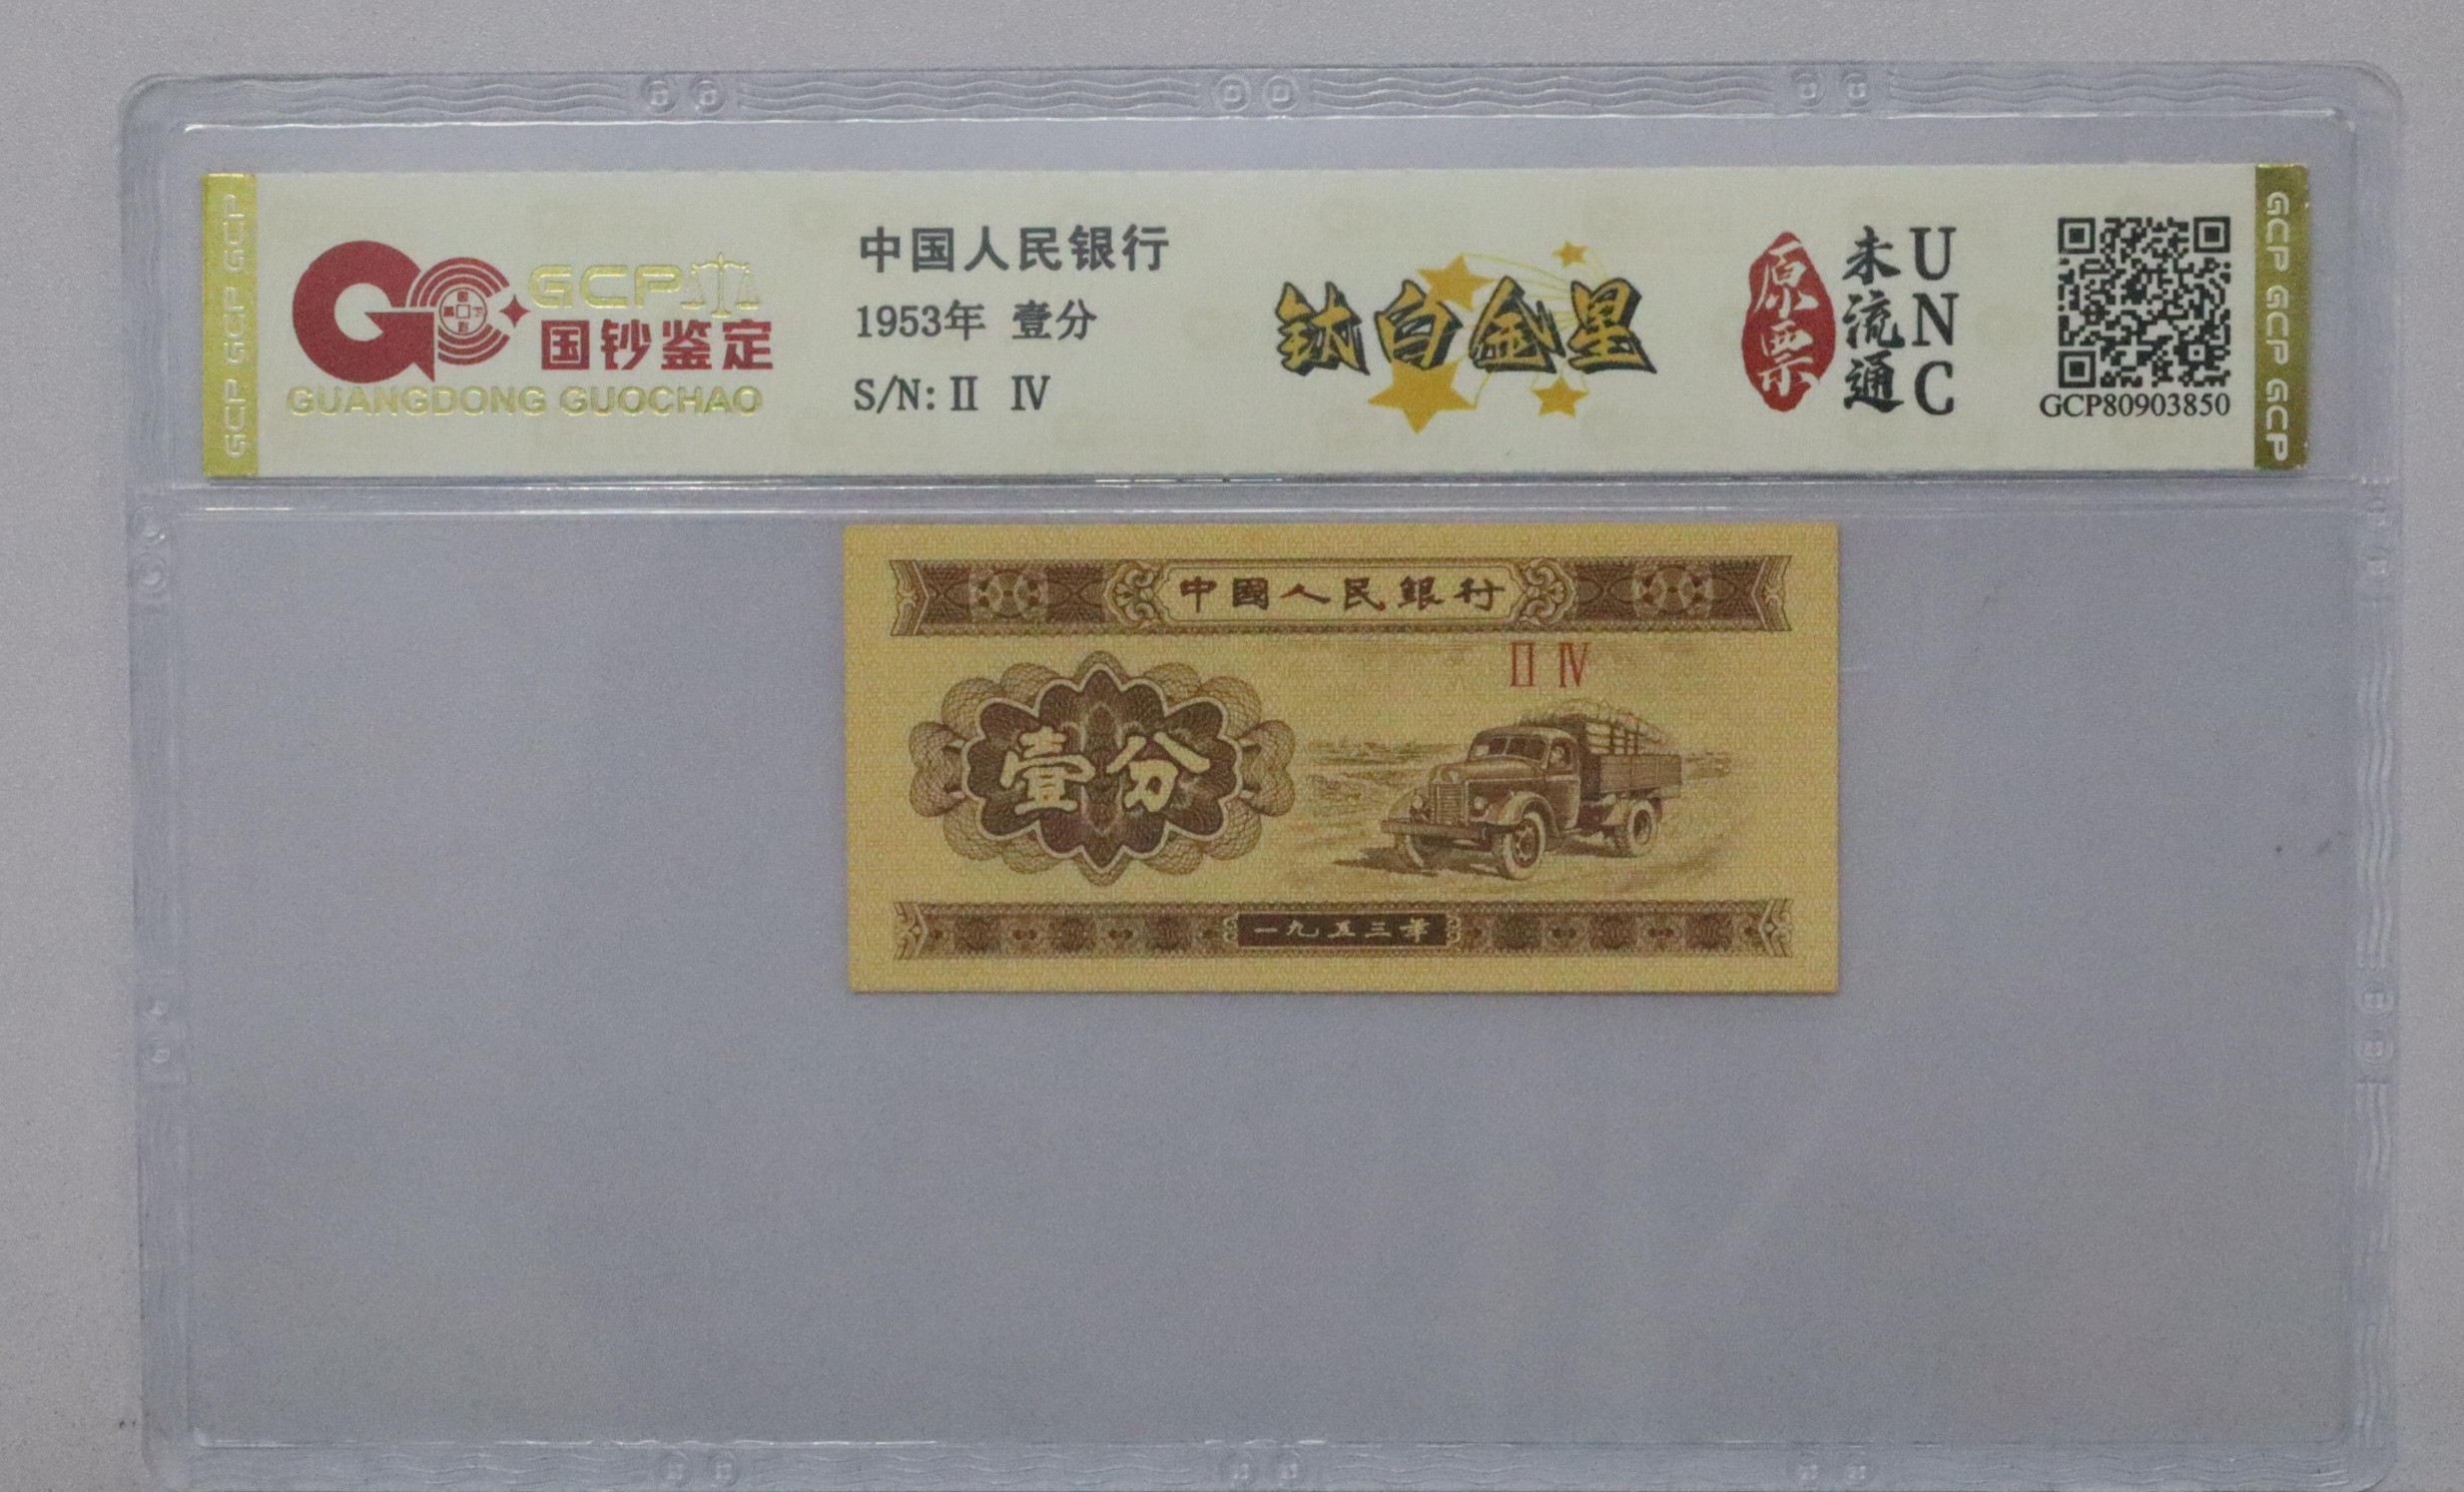 GCP GCP GCP
GCP
国钞鉴定
GUANGDONG GUOCHAO
中国人民银行
1953年 壹分
S/N: Ⅱ Ⅳ
钛白金星
原票
未流通
UNC
GCP80903850
GCP GCP GCP
中國人民銀行
Ⅱ Ⅳ
壹分
一九五三年